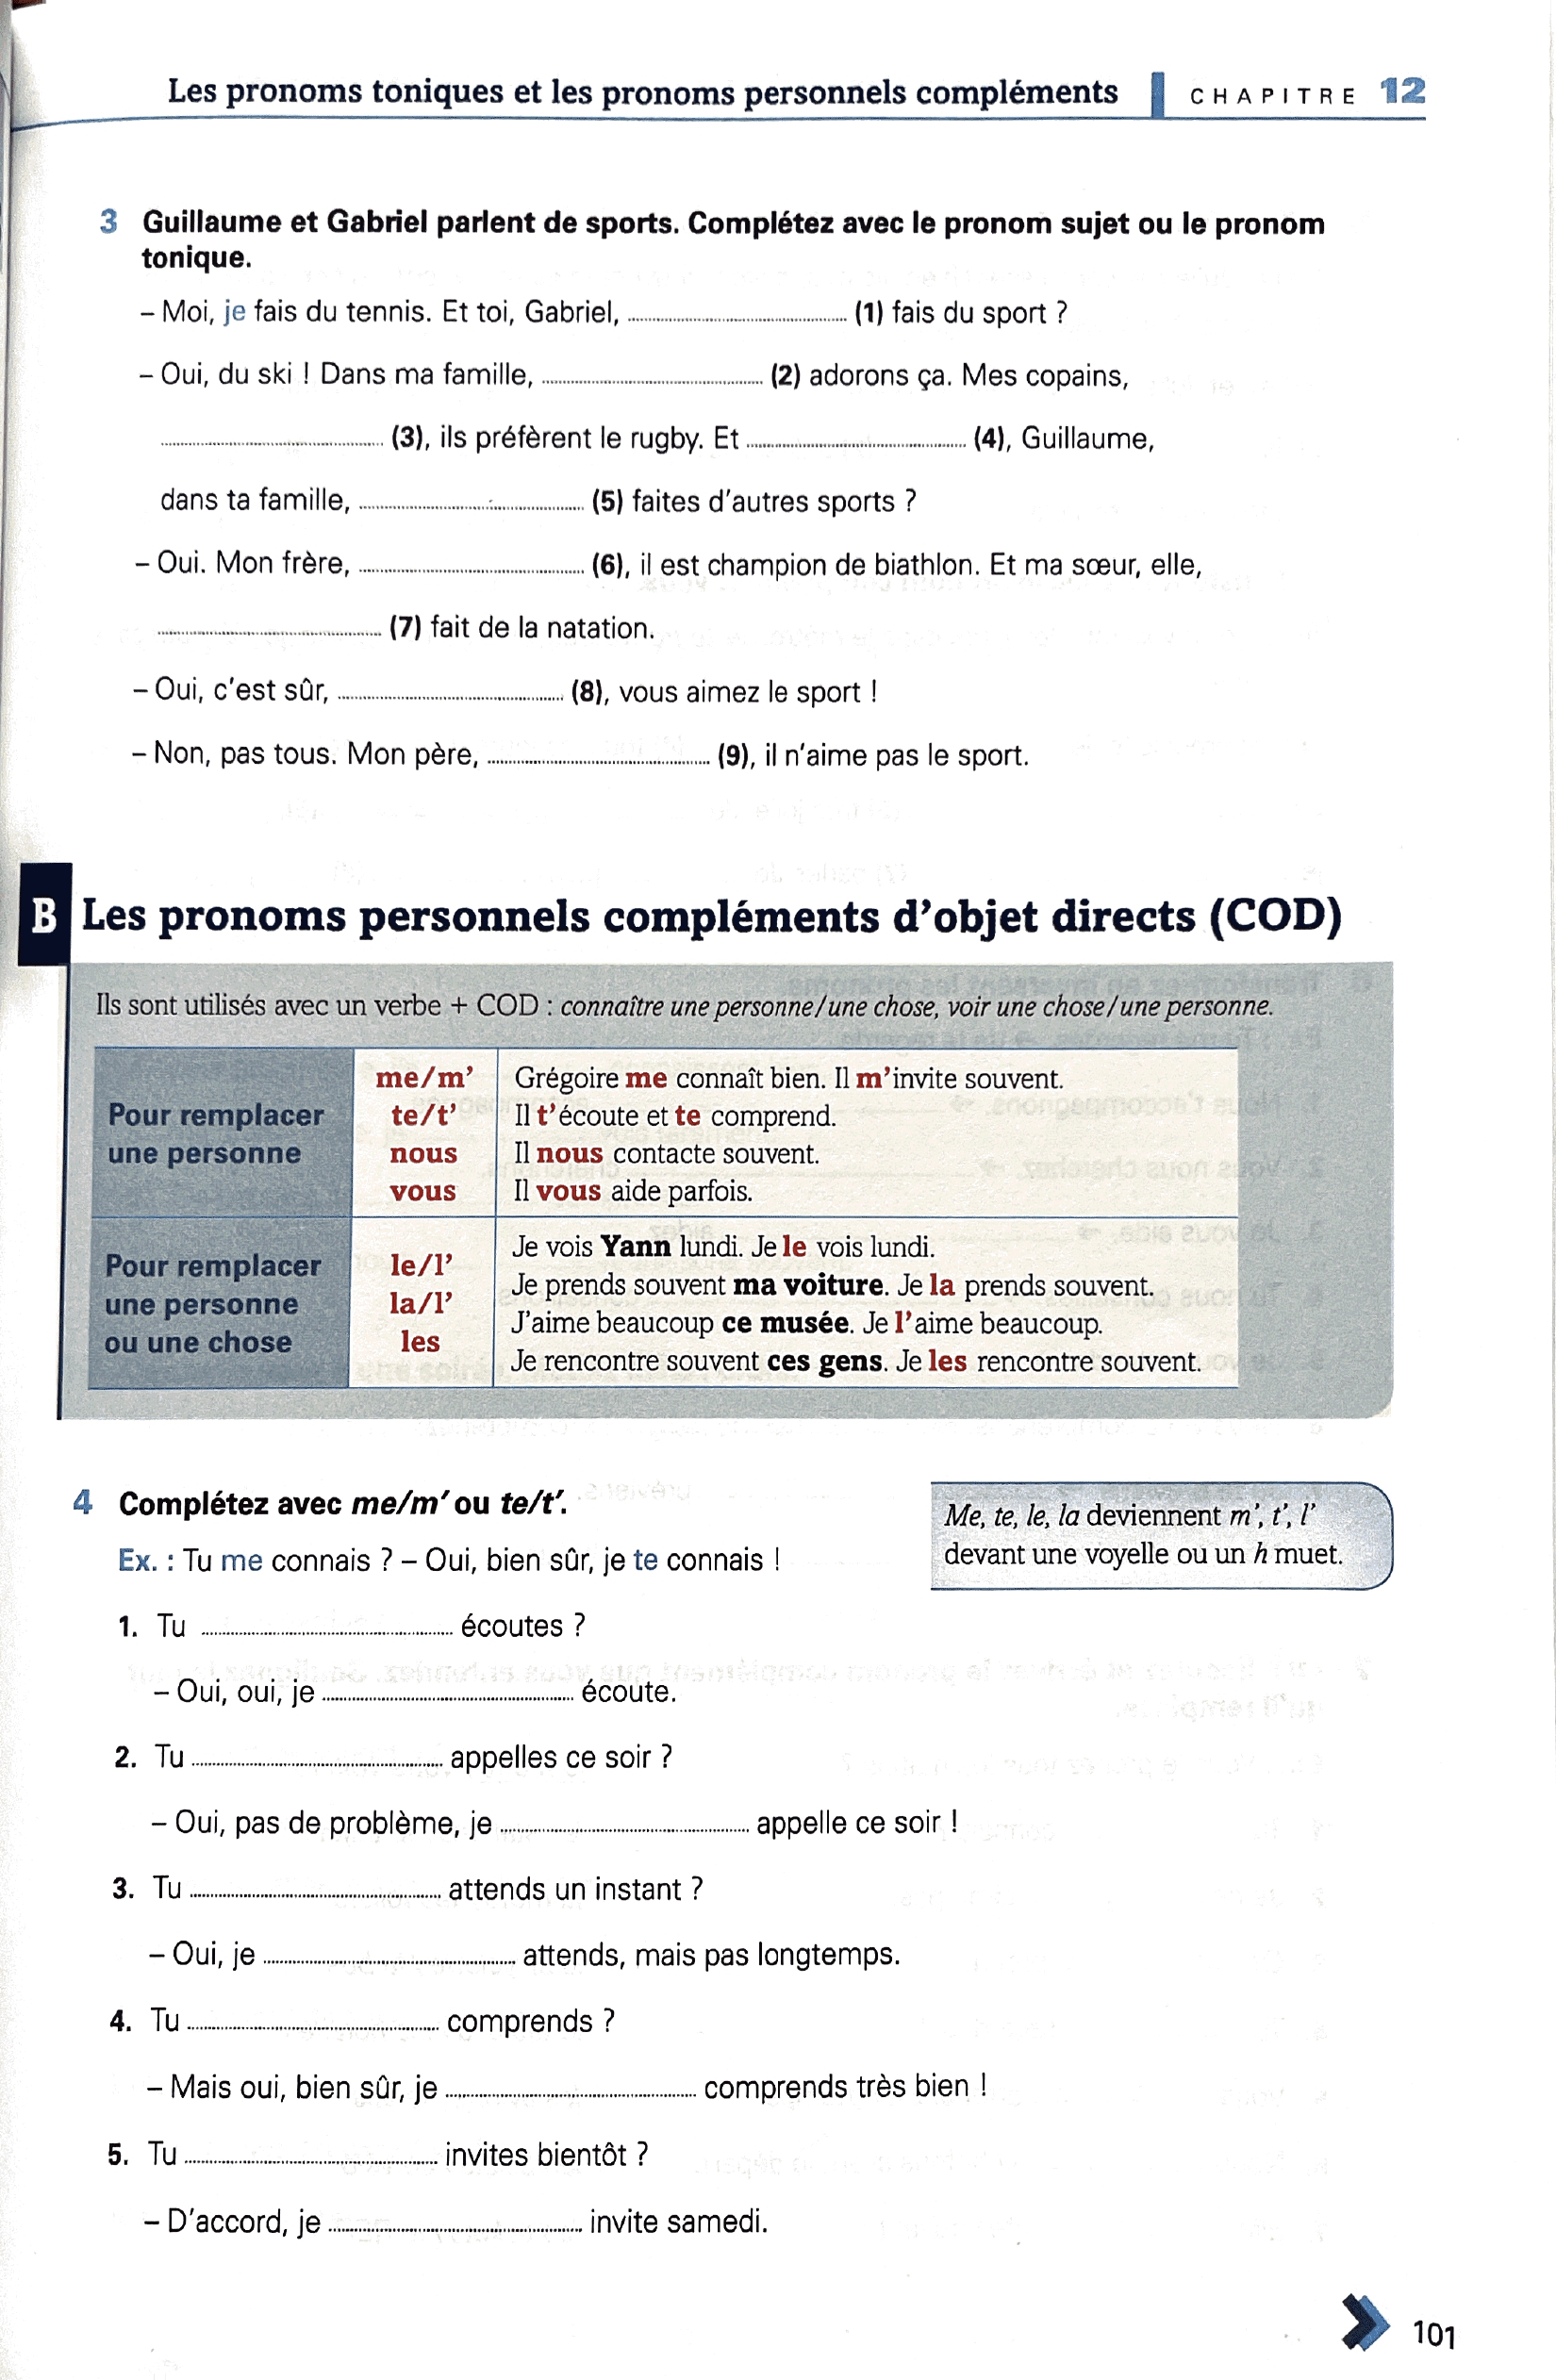 Les pronoms toniques et les pronoms personnels compléments | CHAPITRE 12
3 Guillaume et Gabriel parlent de sports. Complétez avec le pronom sujet ou le pronom
tonique.
– Moi, je fais du tennis. Et toi, Gabriel, .......... (1) fais du sport ?
– Oui, du ski ! Dans ma famille, .......... (2) adorons ça. Mes copains,
.......... (3), ils préfèrent le rugby. Et .......... (4), Guillaume,
dans ta famille, .......... (5) faites d'autres sports ?
– Oui. Mon frère, .......... (6), il est champion de biathlon. Et ma sœur, elle,
.......... (7) fait de la natation.
– Oui, c'est sûr, .......... (8), vous aimez le sport !
– Non, pas tous. Mon père, .......... (9), il n'aime pas le sport.
B Les pronoms personnels compléments d'objet directs (COD)
Ils sont utilisés avec un verbe + COD : connaître une personne/une chose, voir une chose/une personne.
Pour remplacer
une personne
me/m'
te/t'
nous
vous
Grégoire me connaît bien. Il m'invite souvent.
Il t'écoute et te comprend.
Il nous contacte souvent.
Il vous aide parfois.
Pour remplacer
une personne
ou une chose
le/l'
la/l'
les
Je vois Yann lundi. Je le vois lundi.
Je prends souvent ma voiture. Je la prends souvent.
J'aime beaucoup ce musée. Je l'aime beaucoup.
Je rencontre souvent ces gens. Je les rencontre souvent.
4 Complétez avec me/m' ou te/t'.
Ex. : Tu me connais ? – Oui, bien sûr, je te connais !
Me, te, le, la deviennent m', t', l'
devant une voyelle ou un h muet.
1. Tu .......... écoutes ?
– Oui, oui, je .......... écoute.
2. Tu .......... appelles ce soir ?
– Oui, pas de problème, je .......... appelle ce soir !
3. Tu .......... attends un instant ?
– Oui, je .......... attends, mais pas longtemps.
4. Tu .......... comprends ?
– Mais oui, bien sûr, je .......... comprends très bien !
5. Tu .......... invites bientôt ?
– D'accord, je .......... invite samedi.
101